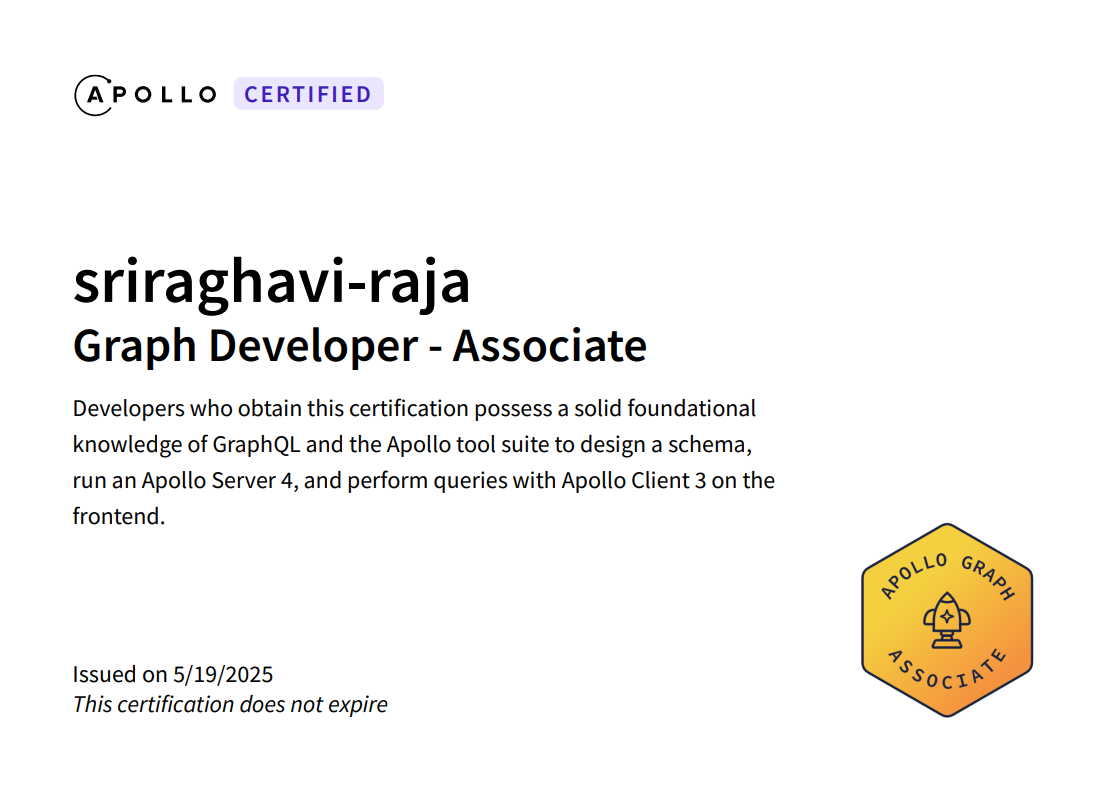 APOLLO CERTIFIED
sriraghavi-raja
Graph Developer - Associate
Developers who obtain this certification possess a solid foundational
knowledge of GraphQL and the Apollo tool suite to design a schema,
run an Apollo Server 4, and perform queries with Apollo Client 3 on the
frontend.
APOLLO GRAPH
ASSOCIATE
Issued on 5/19/2025
This certification does not expire